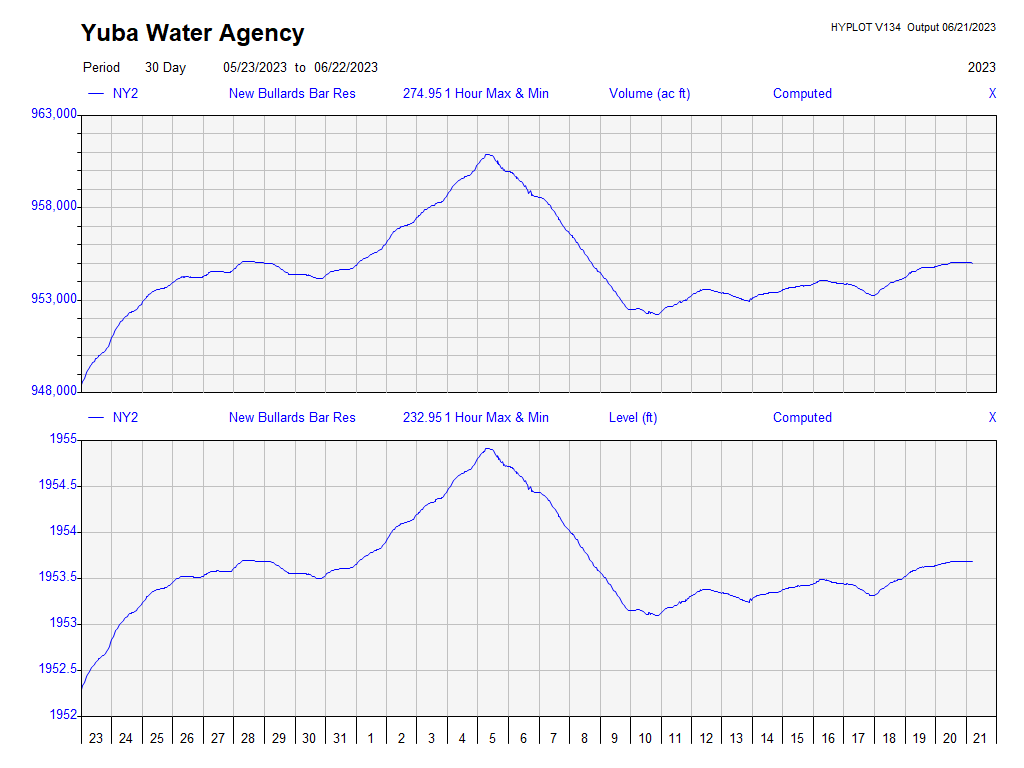 Yuba Water Agency
HYPLOT V134 Output 06/21/2023
Period 30 Day 05/23/2023 to 06/22/2023 2023
NY2 New Bullards Bar Res 274.95 1 Hour Max & Min Volume (ac ft) Computed X
963,000
958,000
953,000
948,000
NY2 New Bullards Bar Res 232.95 1 Hour Max & Min Level (ft) Computed X
1955
1954.5
1954
1953.5
1953
1952.5
1952
23 24 25 26 27 28 29 30 31 1 2 3 4 5 6 7 8 9 10 11 12 13 14 15 16 17 18 19 20 21